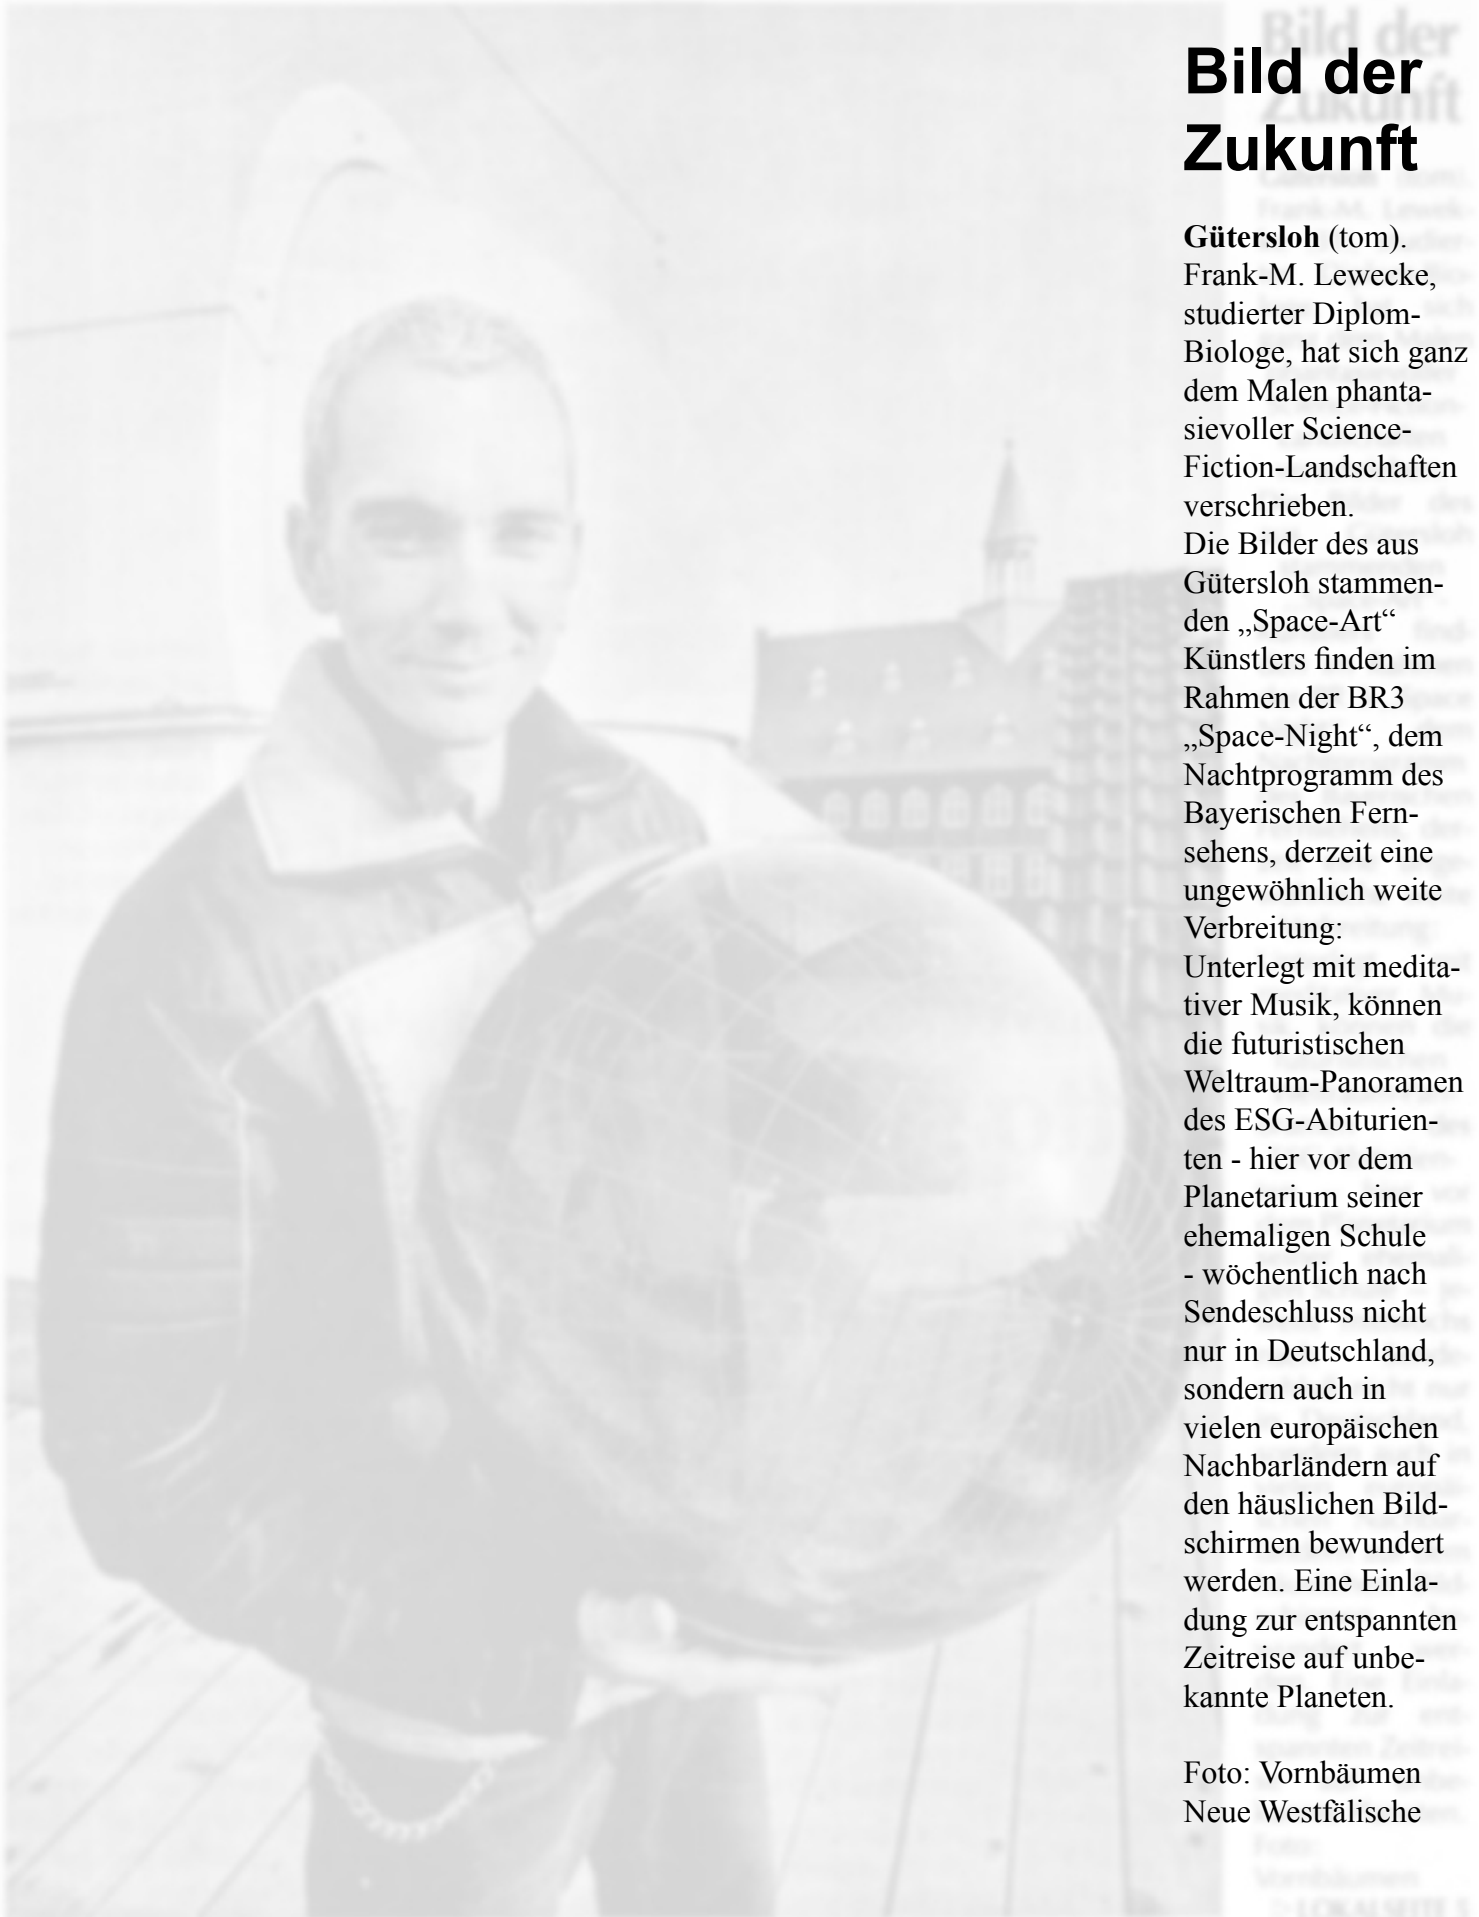 Bild der
Zukunft
Gütersloh (tom).
Frank-M. Lewecke,
studierter Diplom-
Biologe, hat sich ganz
dem Malen phanta-
sievoller Science-
Fiction-Landschaften
verschrieben.
Die Bilder des aus
Gütersloh stammen-
den „Space-Art“
Künstlers finden im
Rahmen der BR3
„Space-Night“, dem
Nachtprogramm des
Bayerischen Fern-
sehens, derzeit eine
ungewöhnlich weite
Verbreitung:
Unterlegt mit medita-
tiver Musik, können
die futuristischen
Weltraum-Panoramen
des ESG-Abiturien-
ten - hier vor dem
Planetarium seiner
ehemaligen Schule
- wöchentlich nach
Sendeschluss nicht
nur in Deutschland,
sondern auch in
vielen europäischen
Nachbarländern auf
den häuslichen Bild-
schirmen bewundert
werden. Eine Einla-
dung zur entspannten
Zeitreise auf unbe-
kannte Planeten.
Foto: Vornbäumen
Neue Westfälische